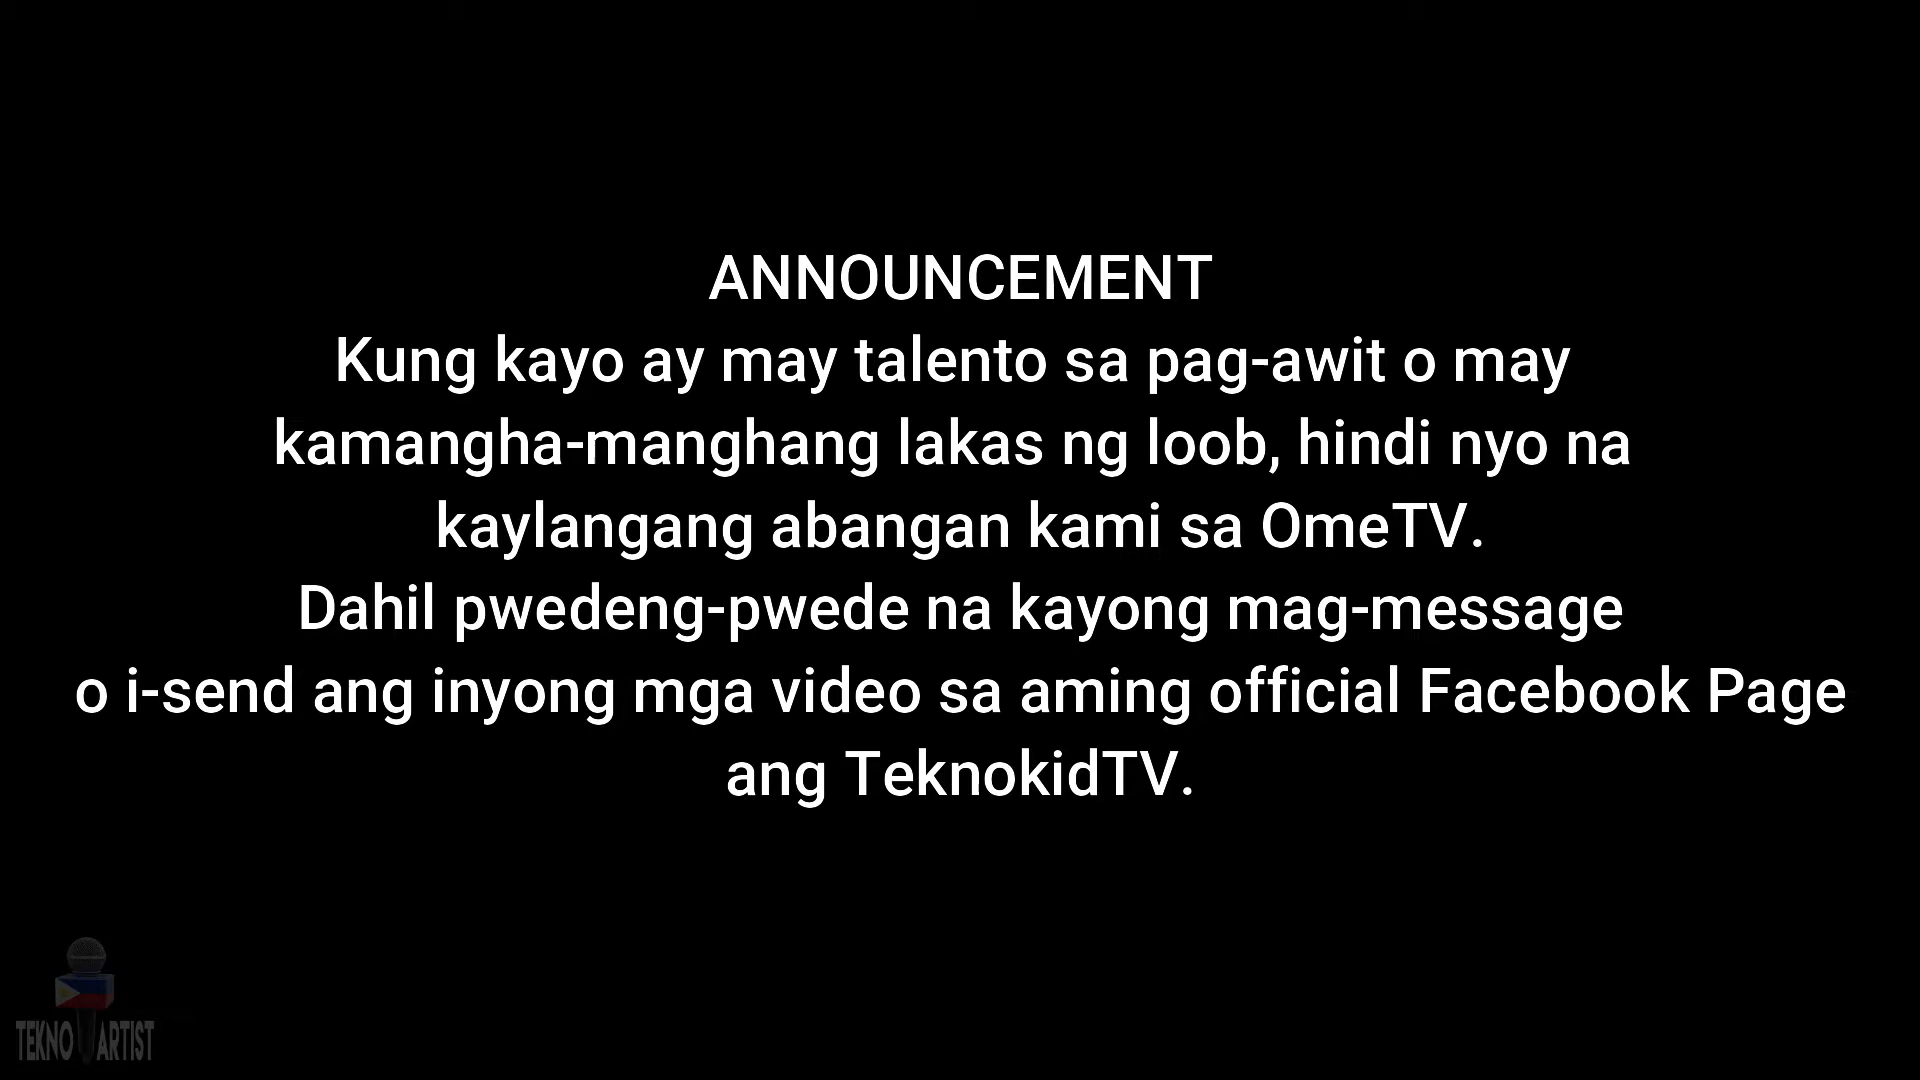 ANNOUNCEMENT
Kung kayo ay may talento sa pag-awit o may
kamangha-manghang lakas ng loob, hindi nyo na
kaylangang abangan kami sa OmeTV.
Dahil pwedeng-pwede na kayong mag-message
o i-send ang inyong mga video sa aming official Facebook Page
ang TeknokidTV.
TEKNO ARTIST